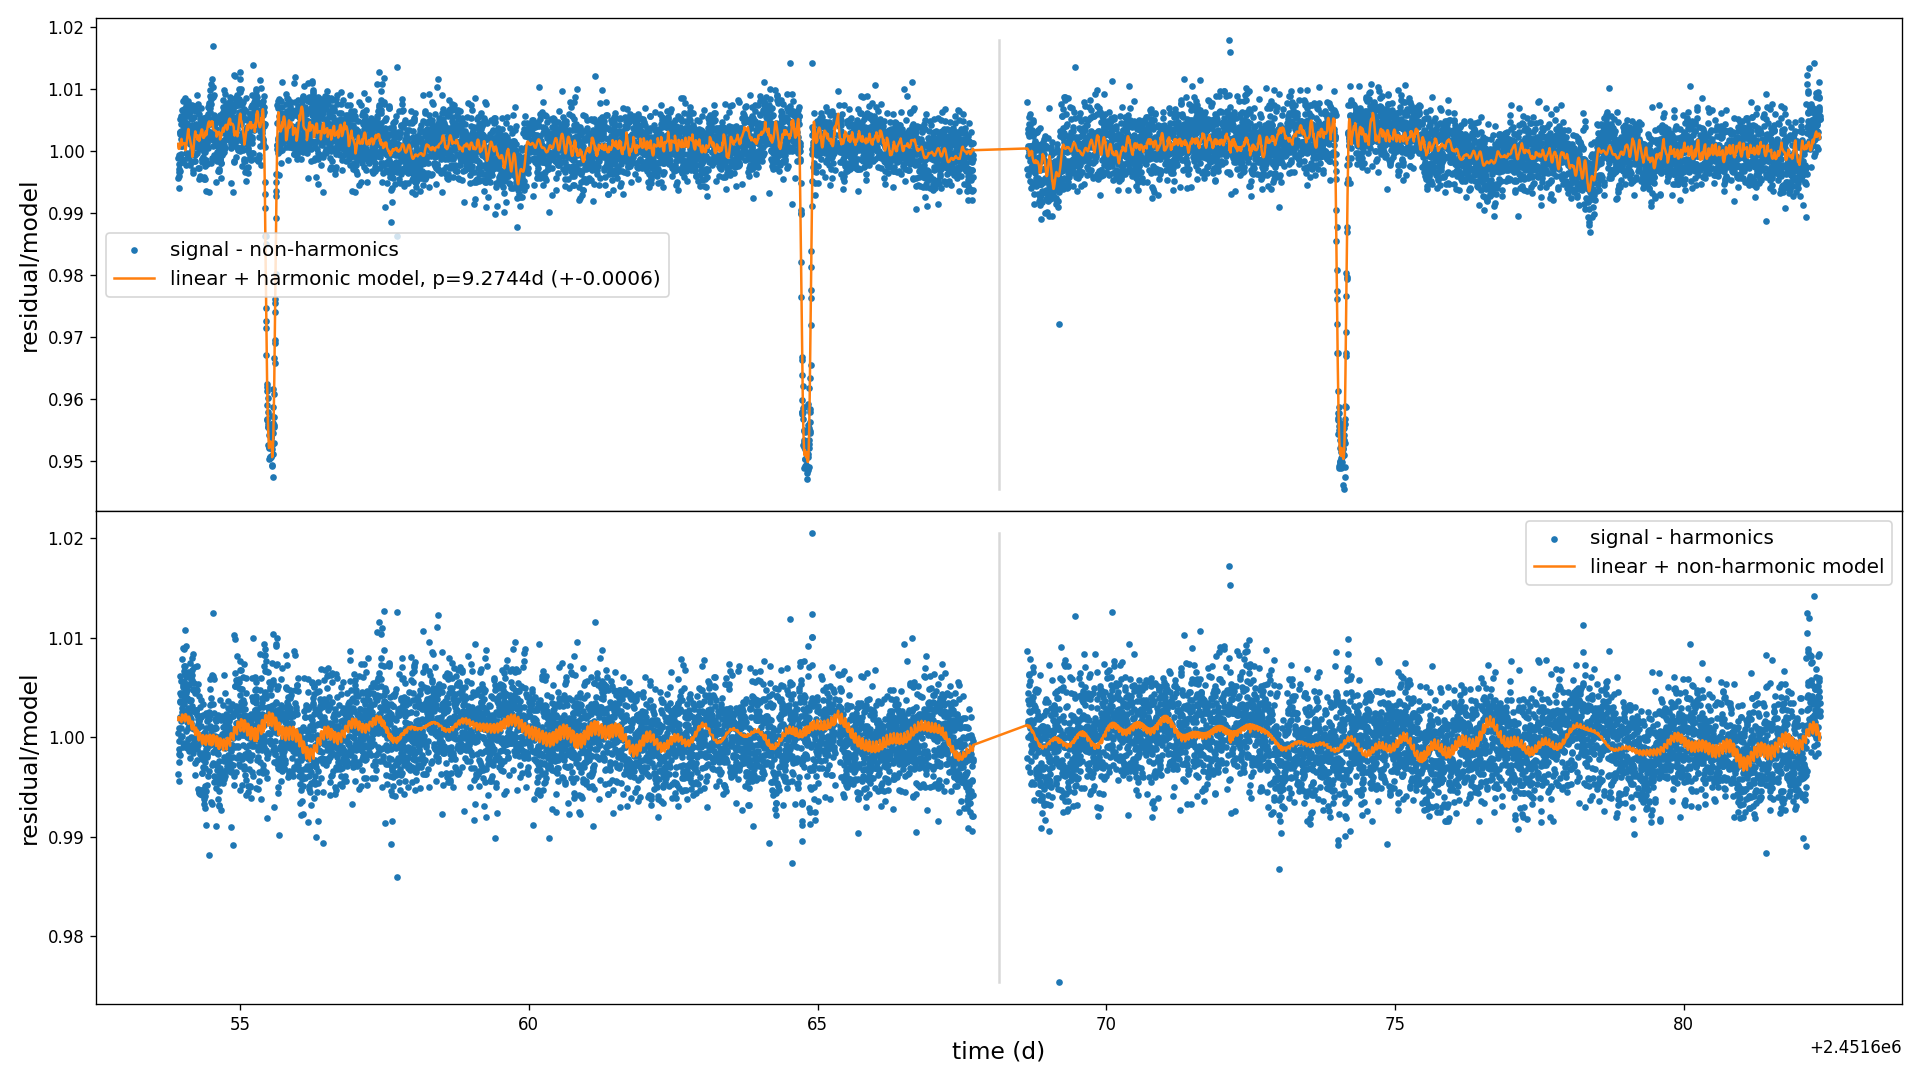 1.02
1.01
1.00
0.99
0.98
0.97
0.96
0.95
residual/model
signal - non-harmonics
linear + harmonic model, p=9.2744d (+-0.0006)
1.02
1.01
1.00
0.99
0.98
residual/model
signal - harmonics
linear + non-harmonic model
55
60
65
70
75
80
time (d)
+2.4516e6